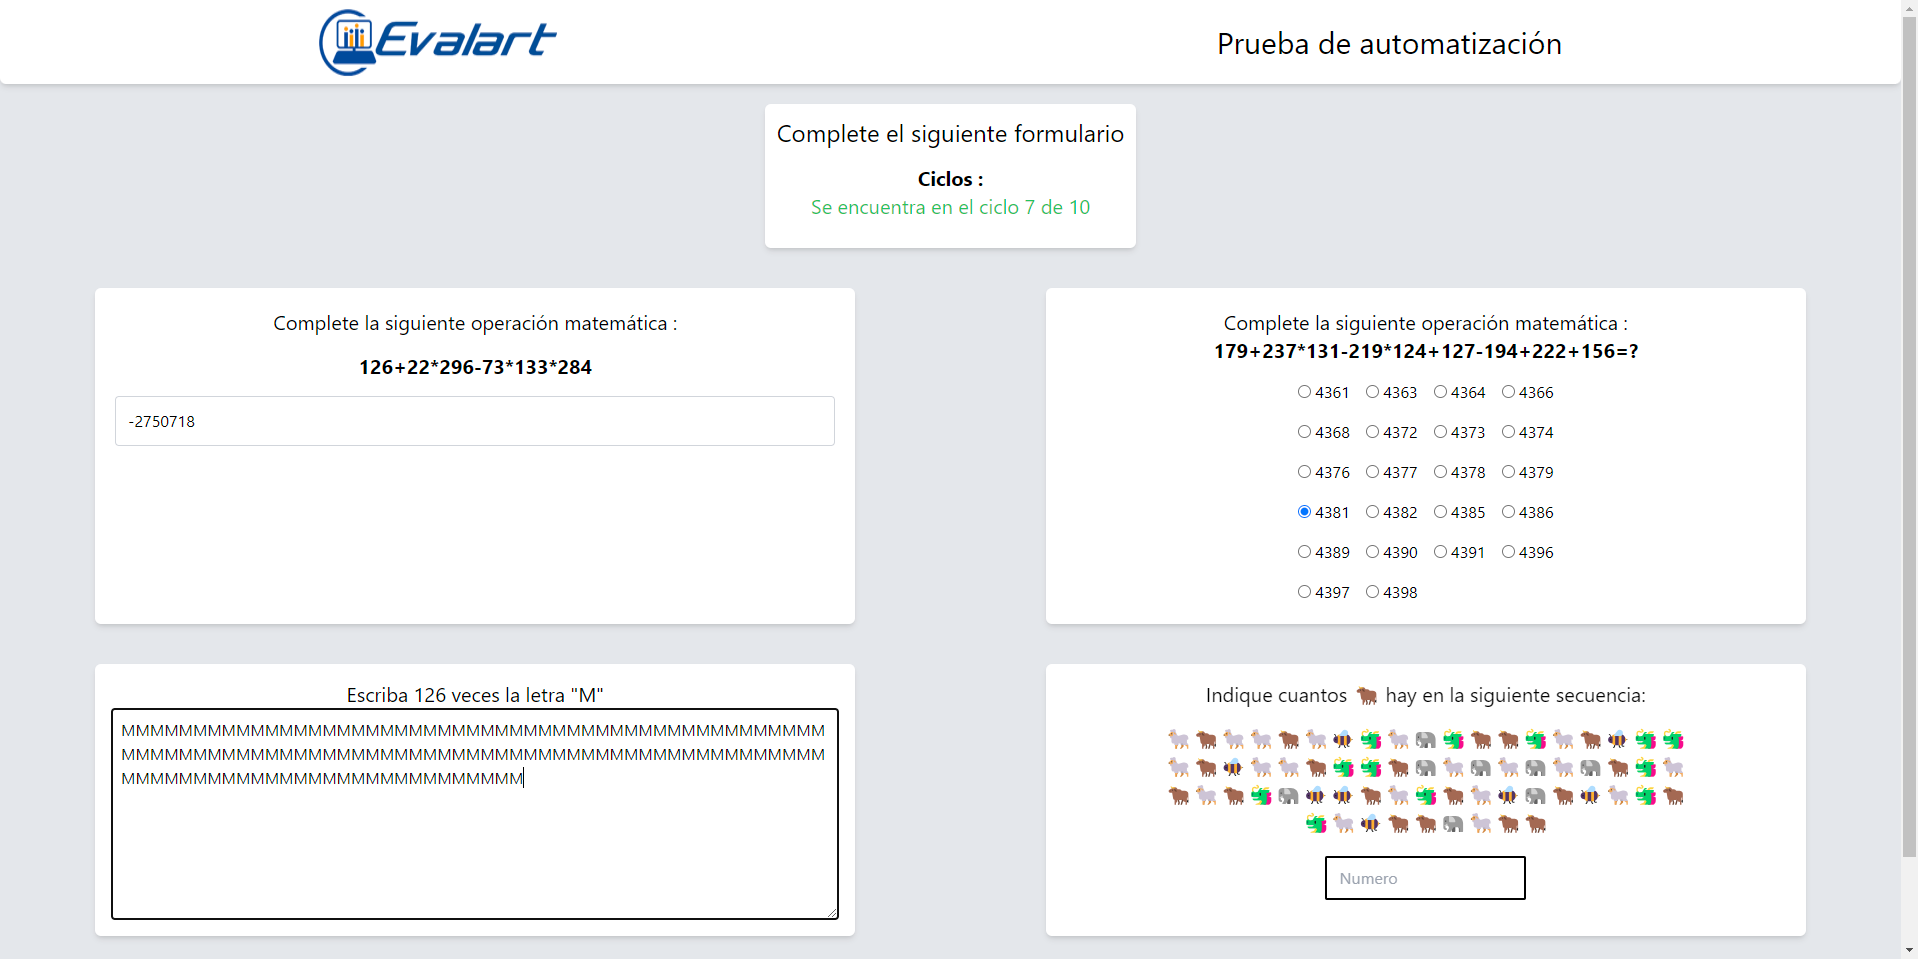 Evalart
Prueba de automatización
Complete el siguiente formulario
Ciclos :
Se encuentra en el ciclo 7 de 10
Complete la siguiente operación matemática :
126+22*296-73*133*284
-2750718
Complete la siguiente operación matemática :
179+237*131-219*124+127-194+222+156=?
4361 4363 4364 4366
4368 4372 4373 4374
4376 4377 4378 4379
4381 4382 4385 4386
4389 4390 4391 4396
4397 4398
Escriba 126 veces la letra "M"
MMMMMMMMMMMMMMMMMMMMMMMMMMMMMMMMMMMMMMMMMMMMMMMMM
MMMMMMMMMMMMMMMMMMMMMMMMMMMMMMMMMMMMMMMMMMMMMMMMM
MMMMMMMMMMMMMMMMMMMMMMMMMMMM
Indique cuantos 🐂 hay en la siguiente secuencia:
Numero